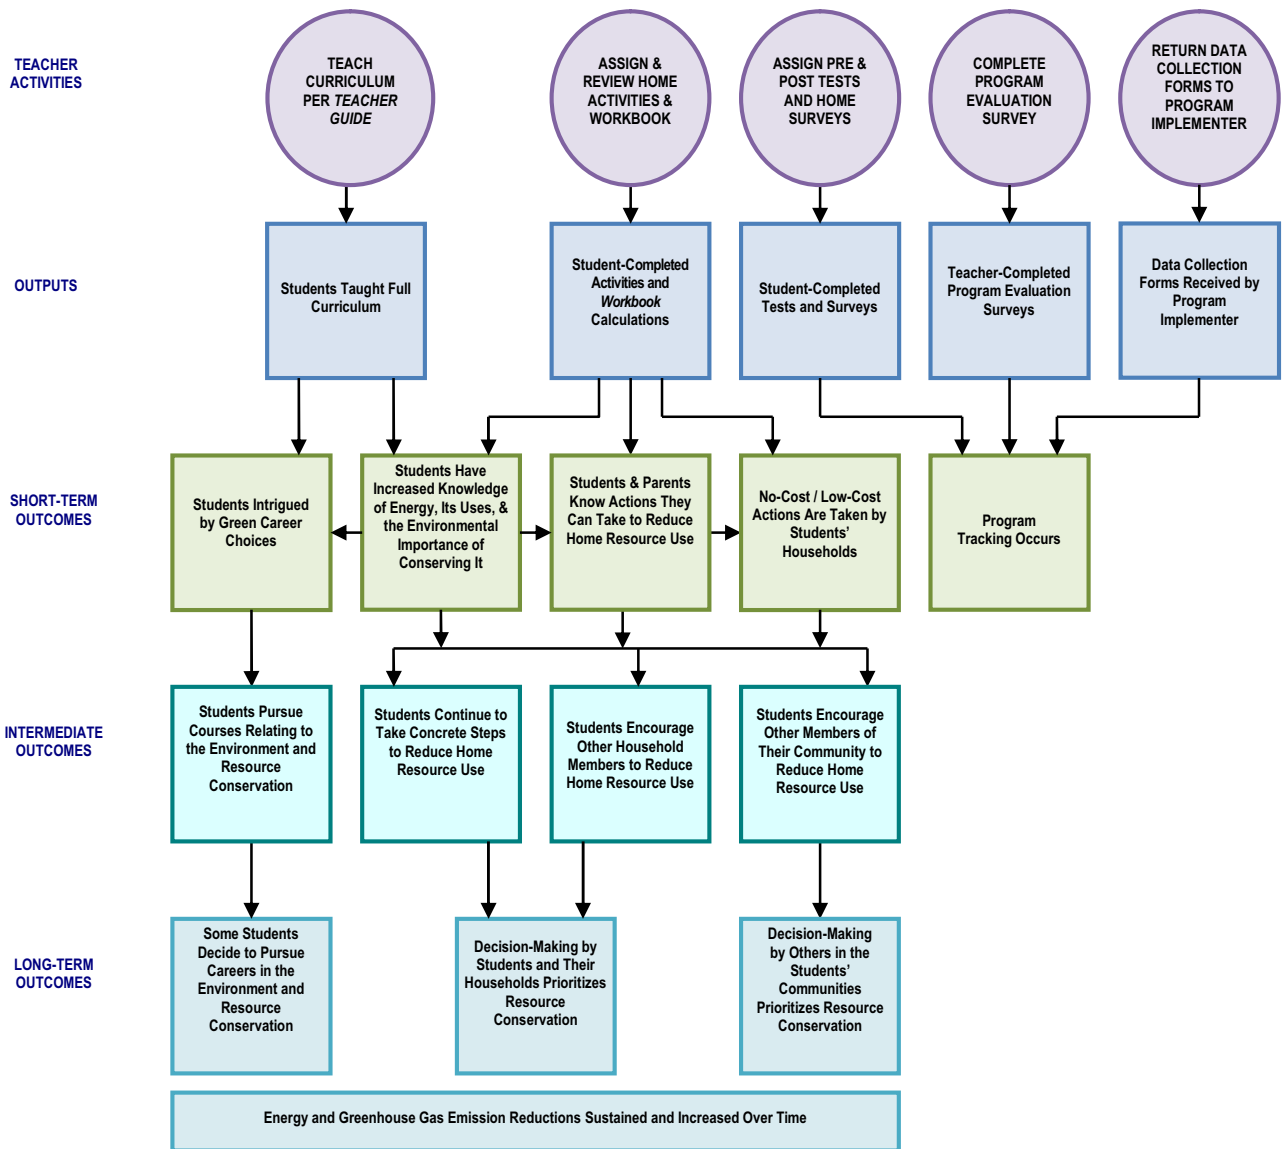 TEACHER
ACTIVITIES
TEACH
CURRICULUM
PER TEACHER
GUIDE
ASSIGN &
REVIEW HOME
ACTIVITIES &
WORKBOOK
ASSIGN PRE &
POST TESTS
AND HOME
SURVEYS
COMPLETE
PROGRAM
EVALUATION
SURVEY
RETURN DATA
COLLECTION
FORMS TO
PROGRAM
IMPLEMENTER
OUTPUTS
Students Taught Full
Curriculum
Student-Completed
Activities and
Workbook
Calculations
Student-Completed
Tests and Surveys
Teacher-Completed
Program Evaluation
Surveys
Data Collection
Forms Received by
Program
Implementer
SHORT-TERM
OUTCOMES
Students Intrigued
by Green Career
Choices
Students Have
Increased Knowledge
of Energy, Its Uses, &
the Environmental
Importance of
Conserving It
Students & Parents
Know Actions They
Can Take to Reduce
Home Resource Use
No-Cost / Low-Cost
Actions Are Taken by
Students'
Households
Program
Tracking Occurs
INTERMEDIATE
OUTCOMES
Students Pursue
Courses Relating to
the Environment and
Resource
Conservation
Students Continue to
Take Concrete Steps
to Reduce Home
Resource Use
Students Encourage
Other Household
Members to Reduce
Home Resource Use
Students Encourage
Other Members of
Their Community to
Reduce Home
Resource Use
LONG-TERM
OUTCOMES
Some Students
Decide to Pursue
Careers in the
Environment and
Resource
Conservation
Decision-Making by
Students and Their
Households Prioritizes
Resource
Conservation
Decision-Making
by Others in the
Students'
Communities
Prioritizes Resource
Conservation
Energy and Greenhouse Gas Emission Reductions Sustained and Increased Over Time